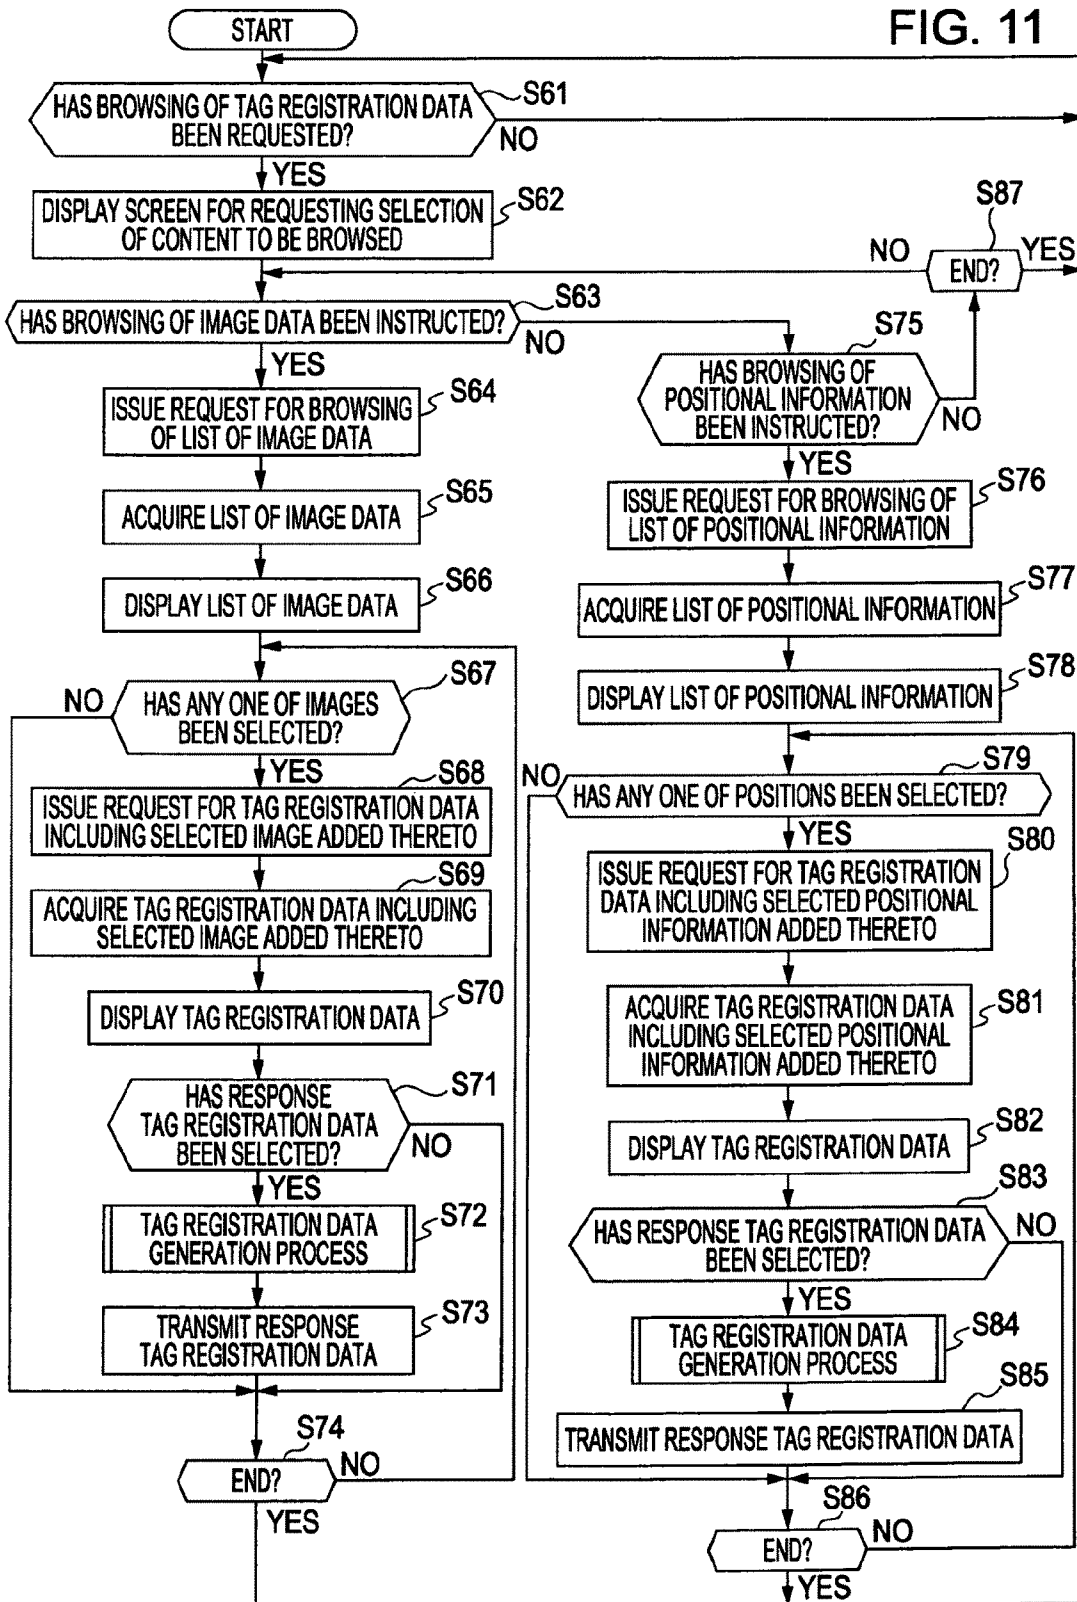 FIG. 11
START
HAS BROWSING OF TAG REGISTRATION DATA
BEEN REQUESTED?
S61
NO
YES
DISPLAY SCREEN FOR REQUESTING SELECTION
OF CONTENT TO BE BROWSED
S62
S87
NO
END?
YES
HAS BROWSING OF IMAGE DATA BEEN INSTRUCTED?
S63
NO
YES
ISSUE REQUEST FOR BROWSING
OF LIST OF IMAGE DATA
S64
ACQUIRE LIST OF IMAGE DATA
S65
DISPLAY LIST OF IMAGE DATA
S66
HAS ANY ONE OF IMAGES
BEEN SELECTED?
S67
NO
YES
S68
ISSUE REQUEST FOR TAG REGISTRATION DATA
INCLUDING SELECTED IMAGE ADDED THERETO
S69
ACQUIRE TAG REGISTRATION DATA INCLUDING
SELECTED IMAGE ADDED THERETO
DISPLAY TAG REGISTRATION DATA
S70
HAS RESPONSE
TAG REGISTRATION DATA
BEEN SELECTED?
S71
NO
YES
TAG REGISTRATION DATA
GENERATION PROCESS
S72
TRANSMIT RESPONSE
TAG REGISTRATION DATA
S73
S74
END?
NO
YES
S75
HAS BROWSING OF
POSITIONAL INFORMATION
BEEN INSTRUCTED?
NO
YES
S76
ISSUE REQUEST FOR BROWSING OF
LIST OF POSITIONAL INFORMATION
S77
ACQUIRE LIST OF POSITIONAL INFORMATION
S78
DISPLAY LIST OF POSITIONAL INFORMATION
S79
NO
HAS ANY ONE OF POSITIONS BEEN SELECTED?
YES
S80
ISSUE REQUEST FOR TAG REGISTRATION
DATA INCLUDING SELECTED POSITIONAL
INFORMATION ADDED THERETO
S81
ACQUIRE TAG REGISTRATION DATA
INCLUDING SELECTED POSITIONAL
INFORMATION ADDED THERETO
S82
DISPLAY TAG REGISTRATION DATA
S83
HAS RESPONSE TAG REGISTRATION DATA
BEEN SELECTED?
NO
YES
TAG REGISTRATION DATA
GENERATION PROCESS
S84
S85
TRANSMIT RESPONSE TAG REGISTRATION DATA
S86
END?
NO
YES